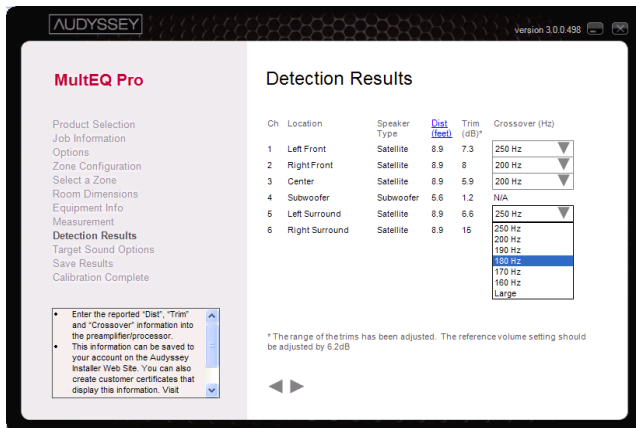 AUDYSSEY
version 3.0.0.498
MultEQ Pro
Detection Results
Product Selection
Job Information
Options
Zone Configuration
Select a Zone
Room Dimensions
Equipment Info
Measurement
Detection Results
Target Sound Options
Save Results
Calibration Complete
• Enter the reported "Dist", "Trim"
and "Crossover" information into
the preamplifier/processor.
• This information can be saved to
your account on the Audyssey
Installer Web Site. You can also
create customer certificates that
display this information. Visit
Ch Location Speaker Type Dist (feet) Trim (dB)* Crossover (Hz)
1 Left Front Satellite 8.9 7.3 250 Hz
2 Right Front Satellite 8.9 8 200 Hz
3 Center Satellite 8.9 5.9 200 Hz
4 Subwoofer Subwoofer 5.6 1.2 N/A
5 Left Surround Satellite 8.9 6.6 250 Hz
6 Right Surround Satellite 8.9 15
250 Hz
200 Hz
190 Hz
180 Hz
170 Hz
160 Hz
Large
* The range of the trims has been adjusted. The reference volume setting should
be adjusted by 6.2dB